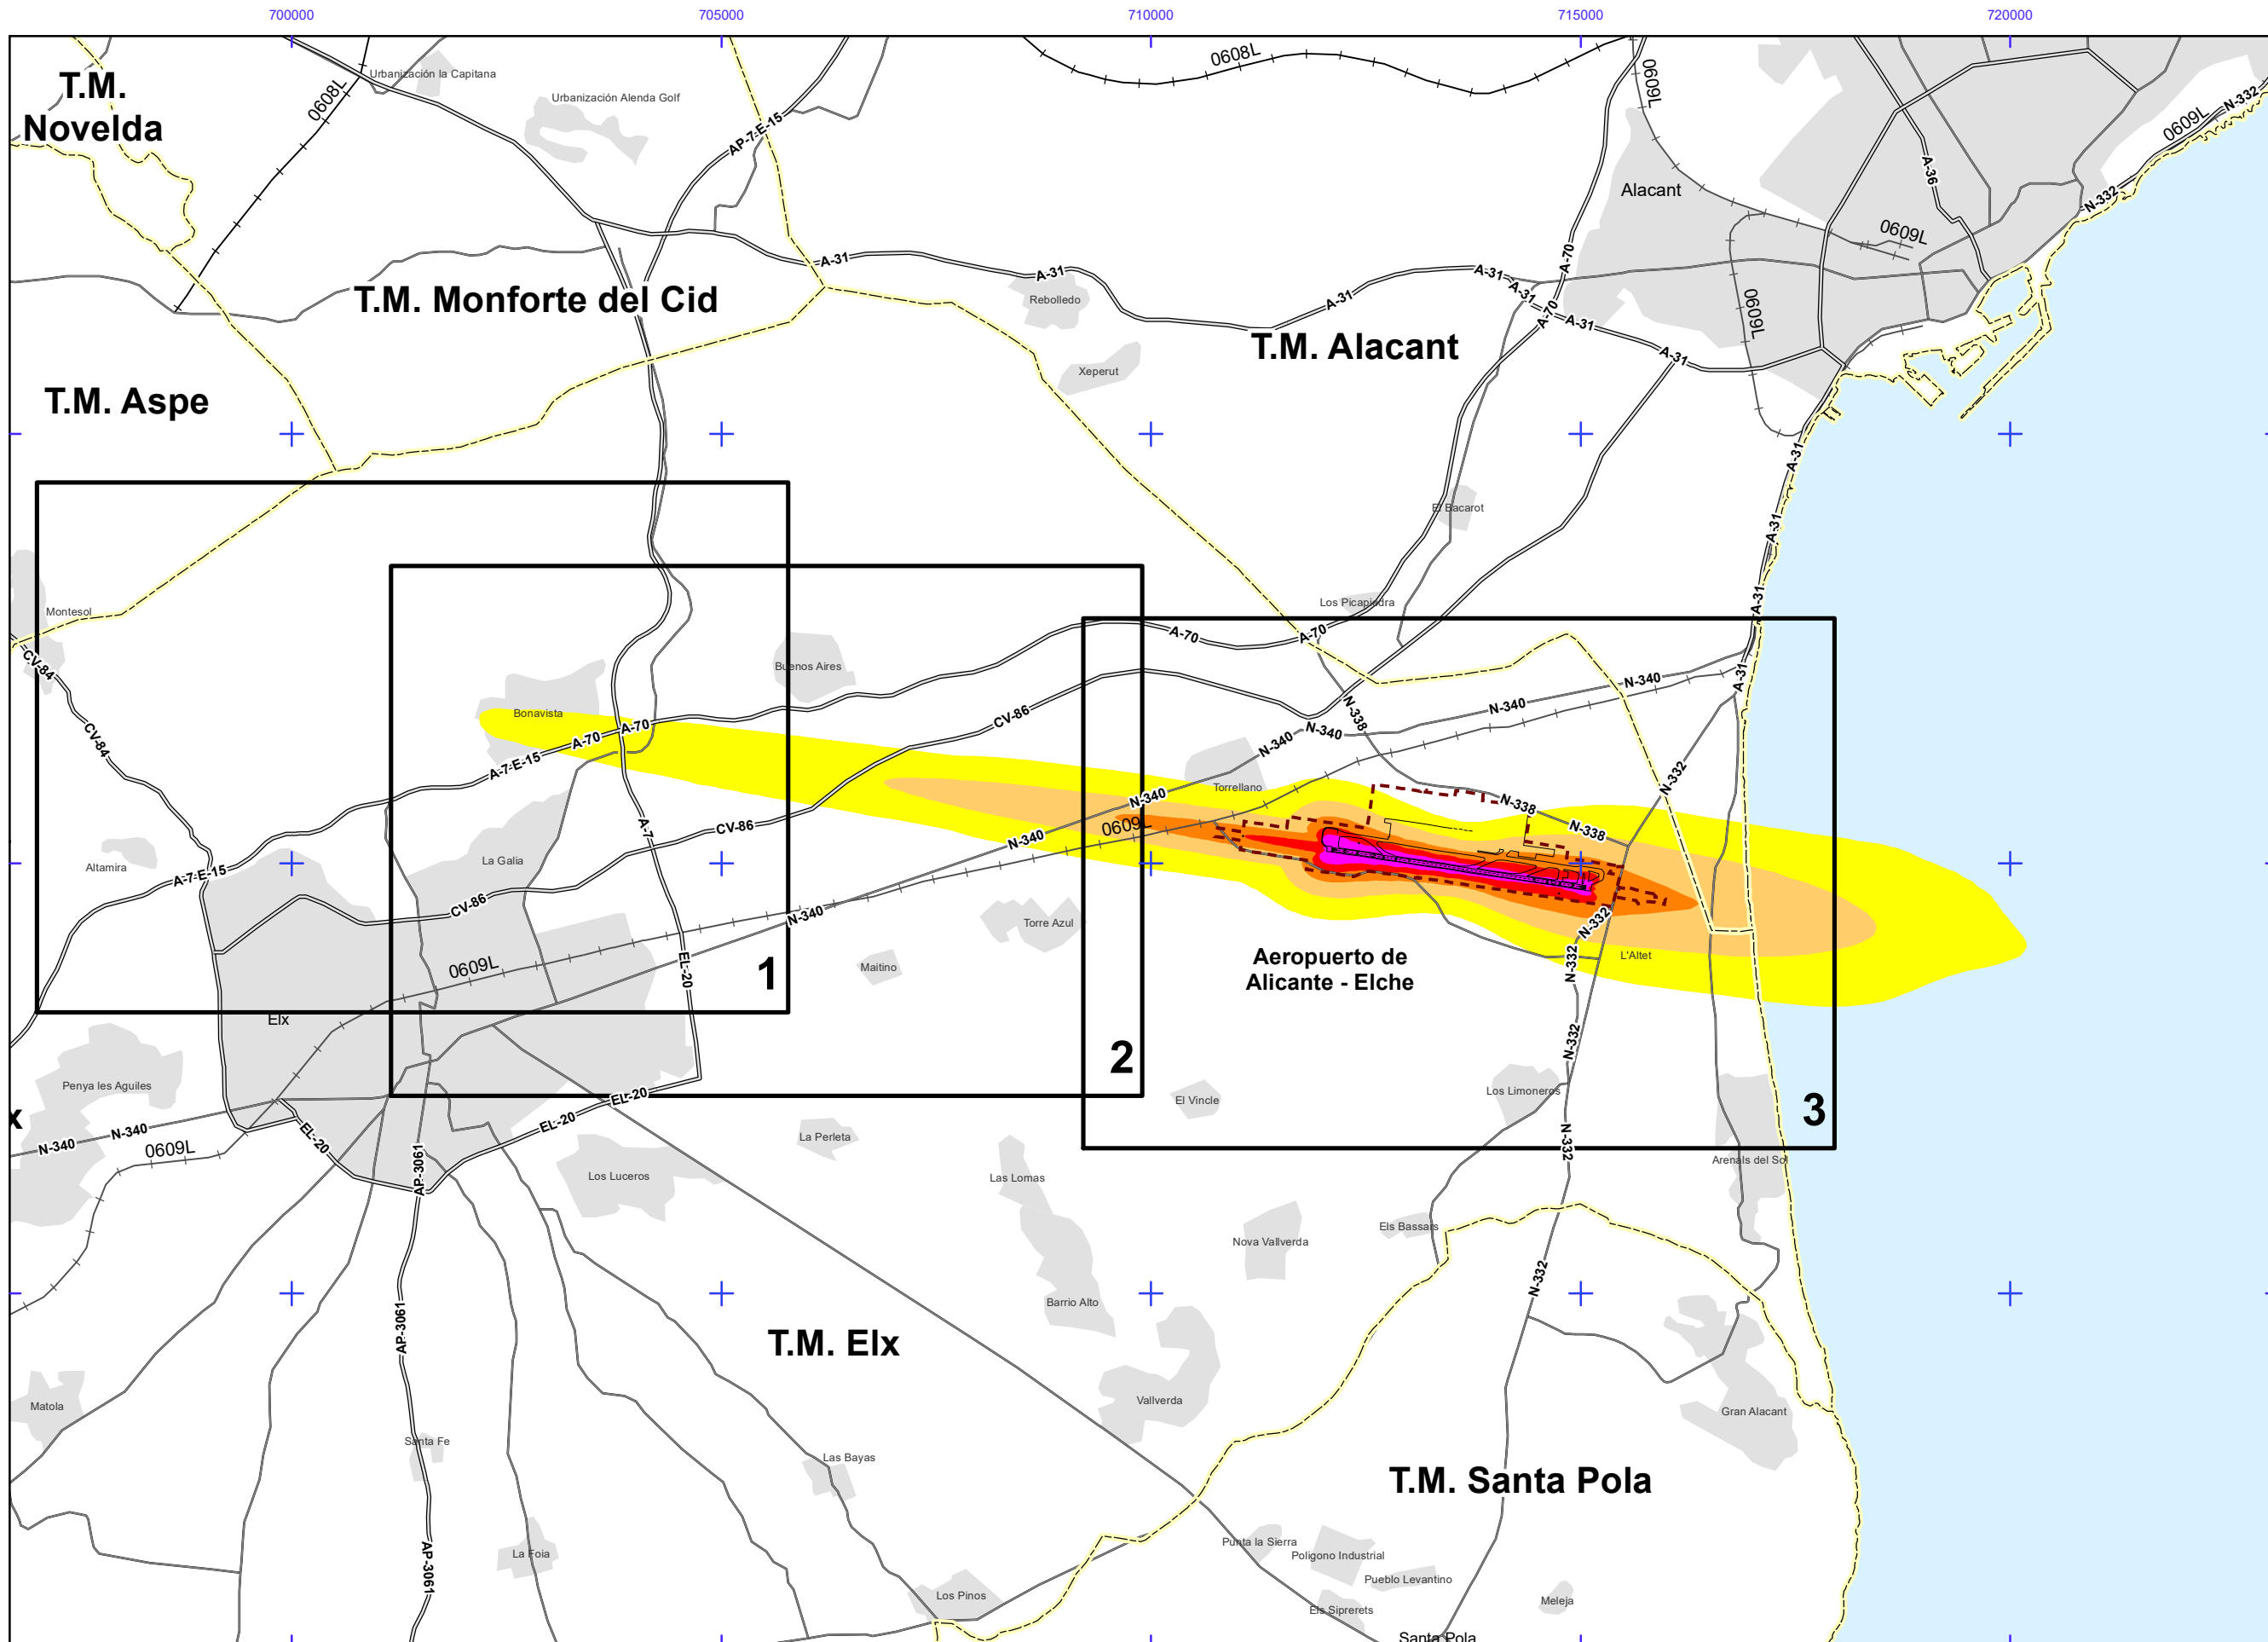 700000
705000
710000
715000
720000
T.M.
Novelda
0608L
Urbanización la Capitana
Urbanización Alenda Golf
AP-7-E-15
0608L
0609L
N-332
0609L
A-36
N-332
Alacant
0609L
A-31
A-31
A-31
A-70
A-31
A-31
A-70
A-31
A-31
0609L
T.M. Monforte del Cid
Rebolledo
T.M. Alacant
Xeperut
T.M. Aspe
A-31
El Bacarot
A-31
Montesol
Los Picapiedra
A-31
CV-84
Buenos Aires
A-70
A-70
A-31
N-340
N-340
N-338
N-340
N-340
Bonavista
A-70
A-70
CV-86
CV-84
A-7-E-15
N-332
Torrellano
N-340
N-338
N-338
0609L
A-7
CV-86
N-340
La Galia
Altamira
A-7-E-15
CV-86
N-340
Torre Azul
N-332
Maitino
EL-20
0609L
1
Aeropuerto de
Alicante - Elche
N-332
L'Altet
Elx
N-332
2
Penya les Aguiles
Los Limoneros
El Vincle
3
x
EL-20
EL-20
EL-20
N-340
N-340
0609L
La Perleta
N-332
AP-3061
Los Luceros
Las Lomas
Arenals del Sol
Nova Vallverda
Els Bassars
N-332
Barrio Alto
AP-3061
T.M. Elx
Matola
Vallverda
Gran Alacant
Santa Fe
Las Bayas
T.M. Santa Pola
La Foia
AP-3061
Punta la Sierra
Poligono Industrial
Pueblo Levantino
Los Pinos
Meleja
Els Siprerets
Santa Pola